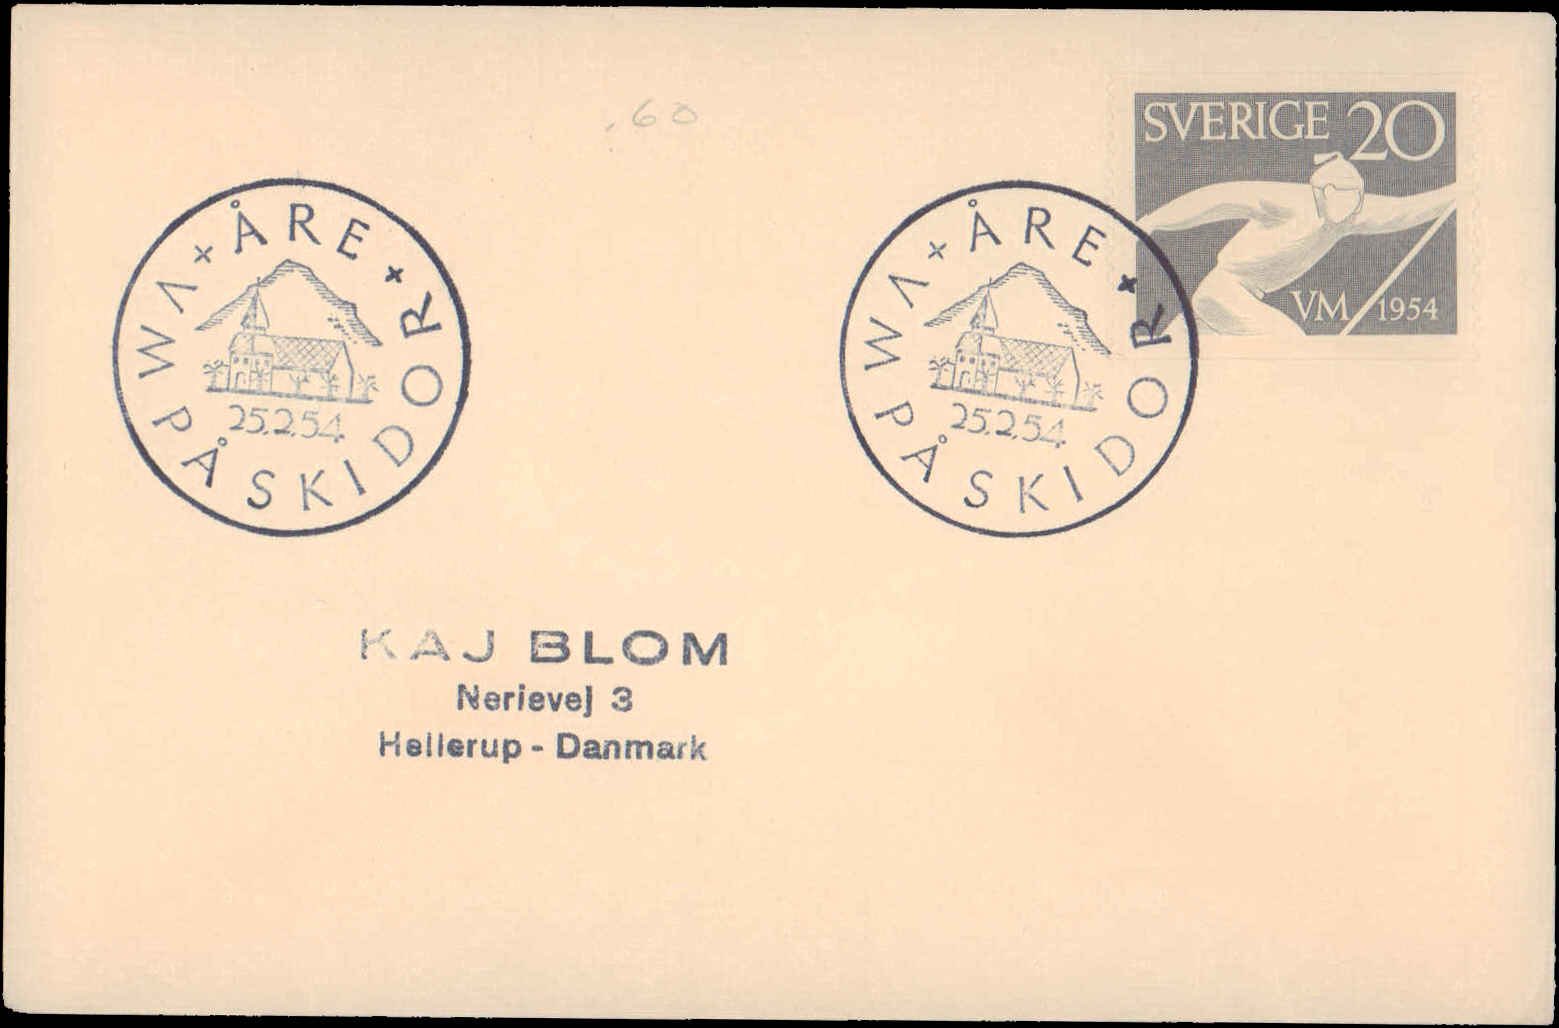 .60
SVERIGE 20
VM 1954
+ ÅRE +
VM PÅ SKIDOR
25.2.54.
+ ÅRE +
VM PÅ SKIDOR
25.2.54.
KAJ BLOM
Nerievej 3
Hellerup - Danmark